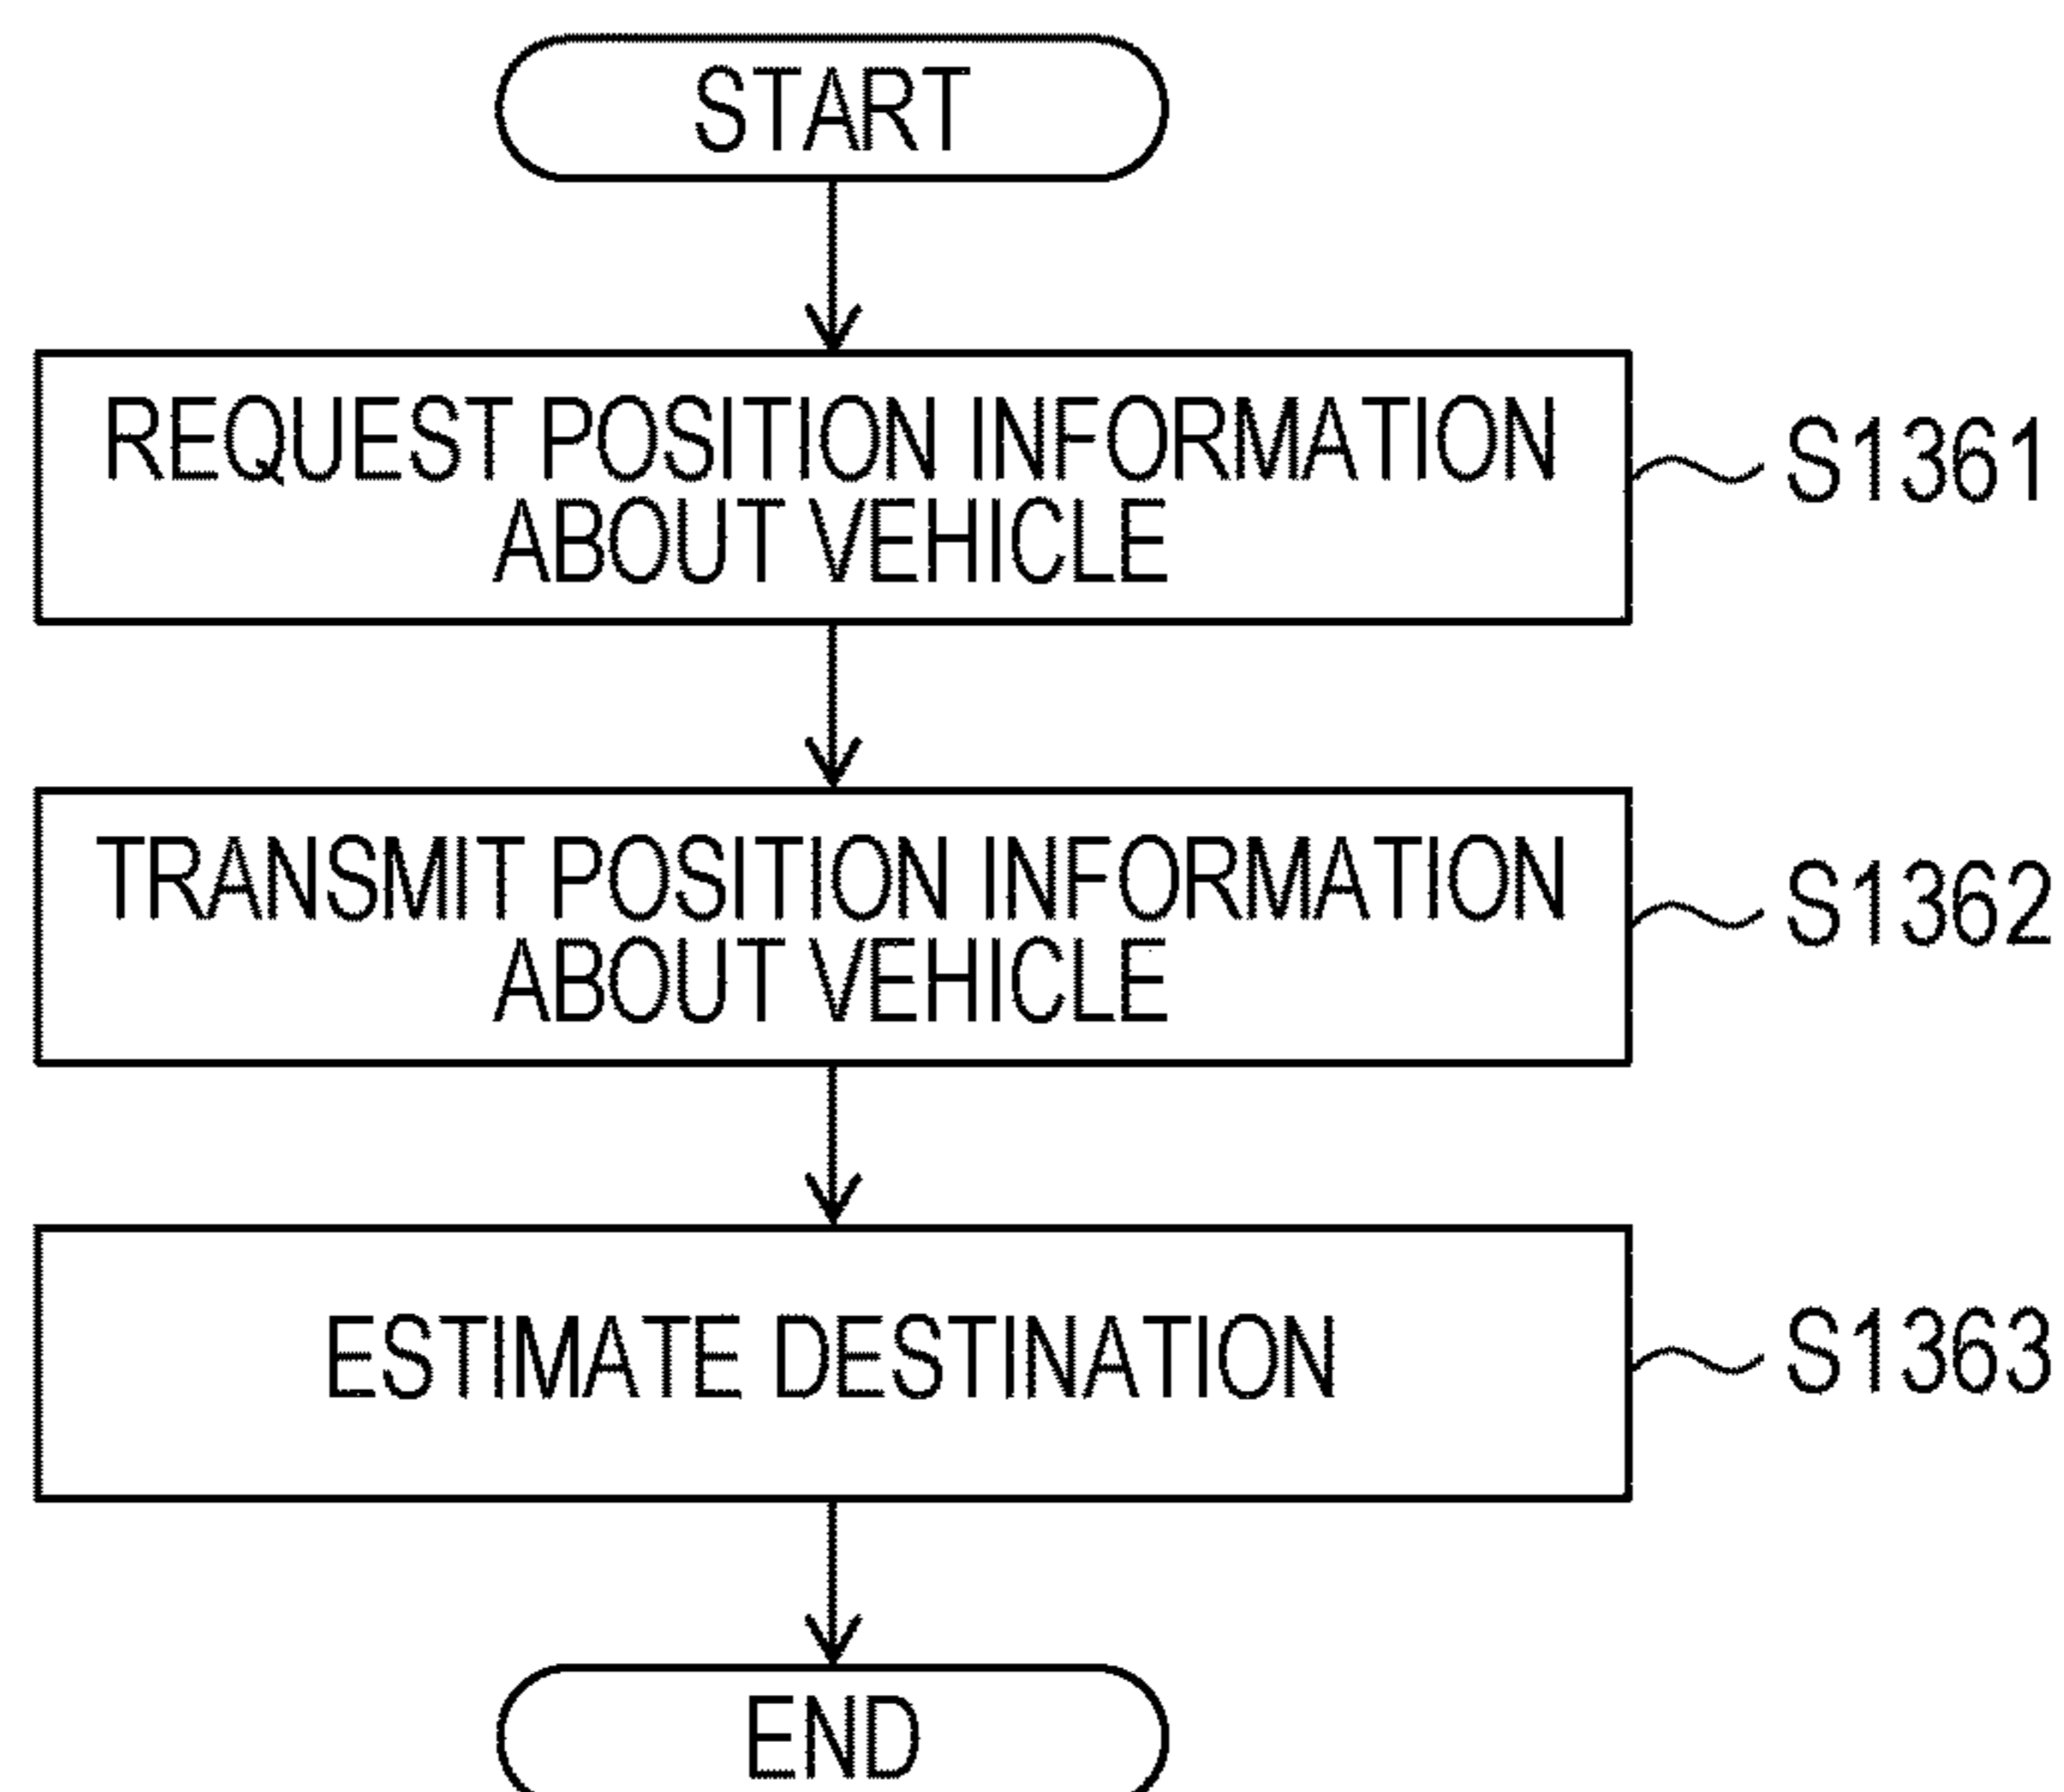 START
REQUEST POSITION INFORMATION
ABOUT VEHICLE
S1361
TRANSMIT POSITION INFORMATION
ABOUT VEHICLE
S1362
ESTIMATE DESTINATION
S1363
END